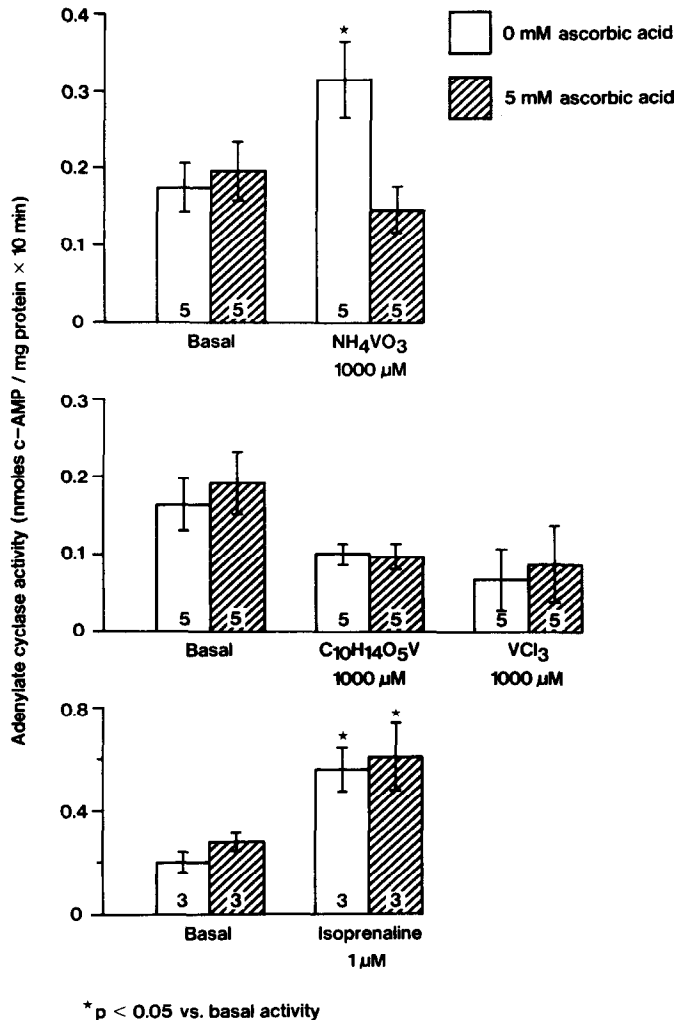 Adenylate cyclase activity (nmoles c-AMP / mg protein × 10 min)
0 mM ascorbic acid
5 mM ascorbic acid
0.4
0.3
0.2
0.1
0
*
5 5 5 5
Basal NH₄VO₃
1000 µM
0.3
0.2
0.1
0
5 5 5 5 5 5
Basal C₁₀H₁₄O₅V VCl₃
1000 µM 1000 µM
0.8
0.4
0
* *
3 3 3 3
Basal Isoprenaline
1 µM
* p < 0.05 vs. basal activity